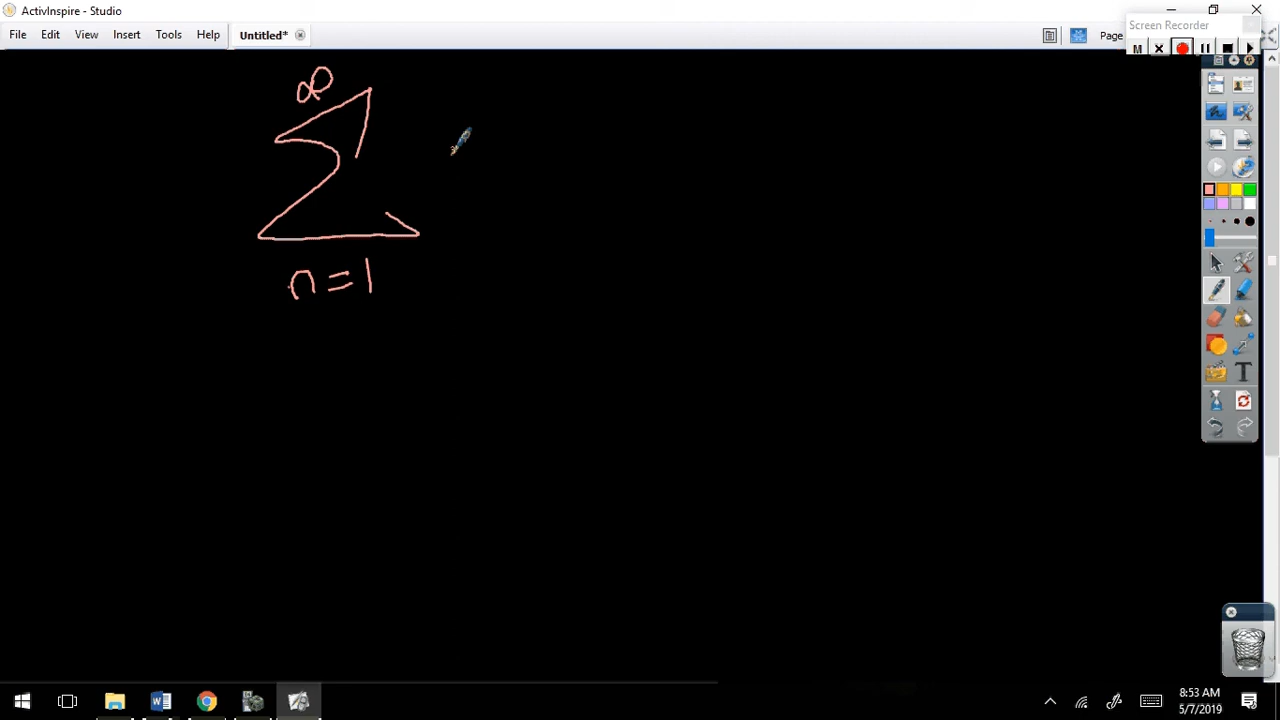 ActivInspire - Studio
Screen Recorder
File Edit View Insert Tools Help Untitled* Page
M
∞
Σ
n=1
T
8:53 AM
5/7/2019